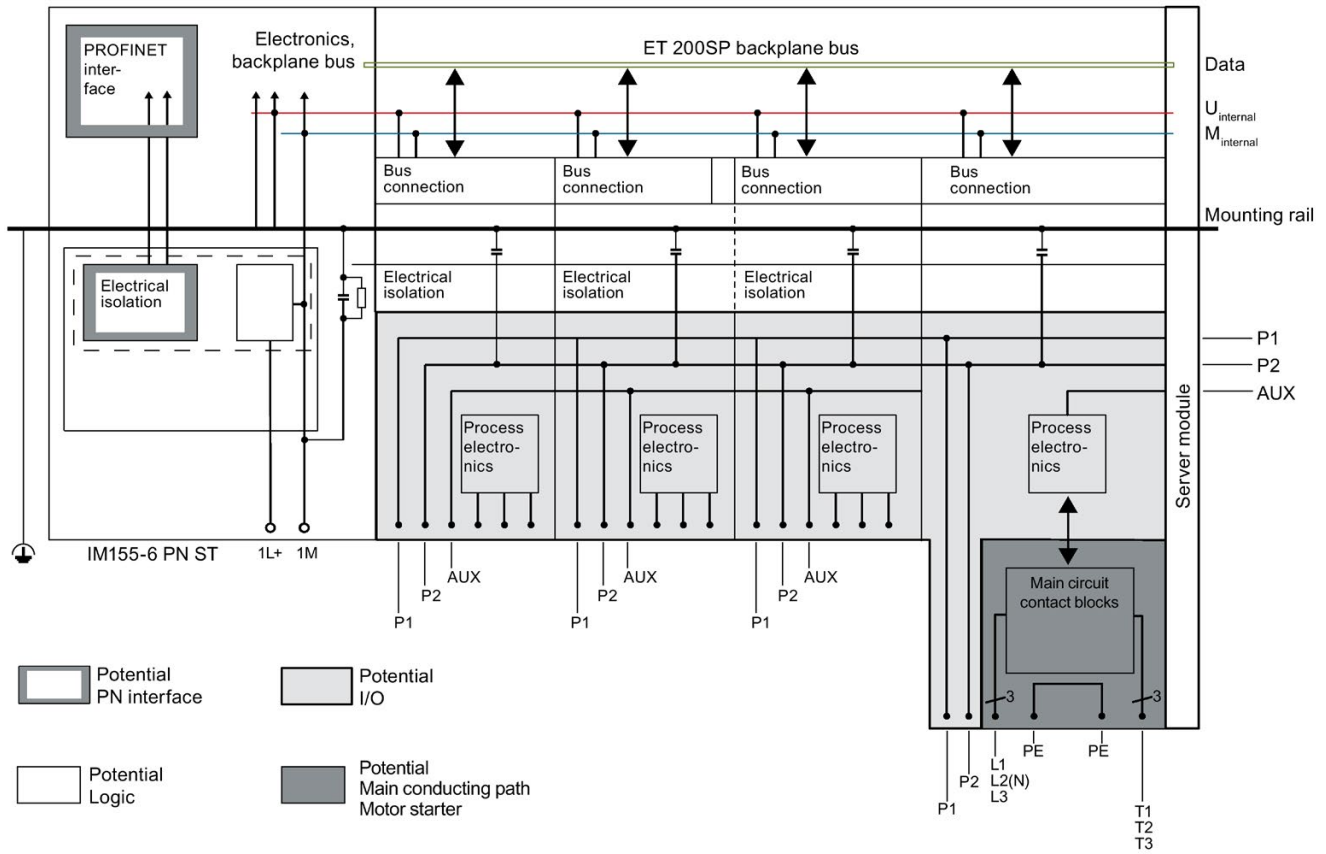 PROFINET
inter-
face
Electronics,
backplane bus
ET 200SP backplane bus
Data
Uinternal
Minternal
Bus
connection
Bus
connection
Bus
connection
Bus
connection
Mounting rail
Electrical
isolation
Electrical
isolation
Electrical
isolation
Electrical
isolation
P1
P2
AUX
Process
electro-
nics
Process
electro-
nics
Process
electro-
nics
Process
electro-
nics
Server module
IM155-6 PN ST
1L+
1M
AUX
P2
P1
AUX
P2
P1
AUX
P2
P1
Main circuit
contact blocks
3
3
P1
P2
L1
L2(N)
L3
PE
PE
T1
T2
T3
Potential
PN interface
Potential
I/O
Potential
Logic
Potential
Main conducting path
Motor starter